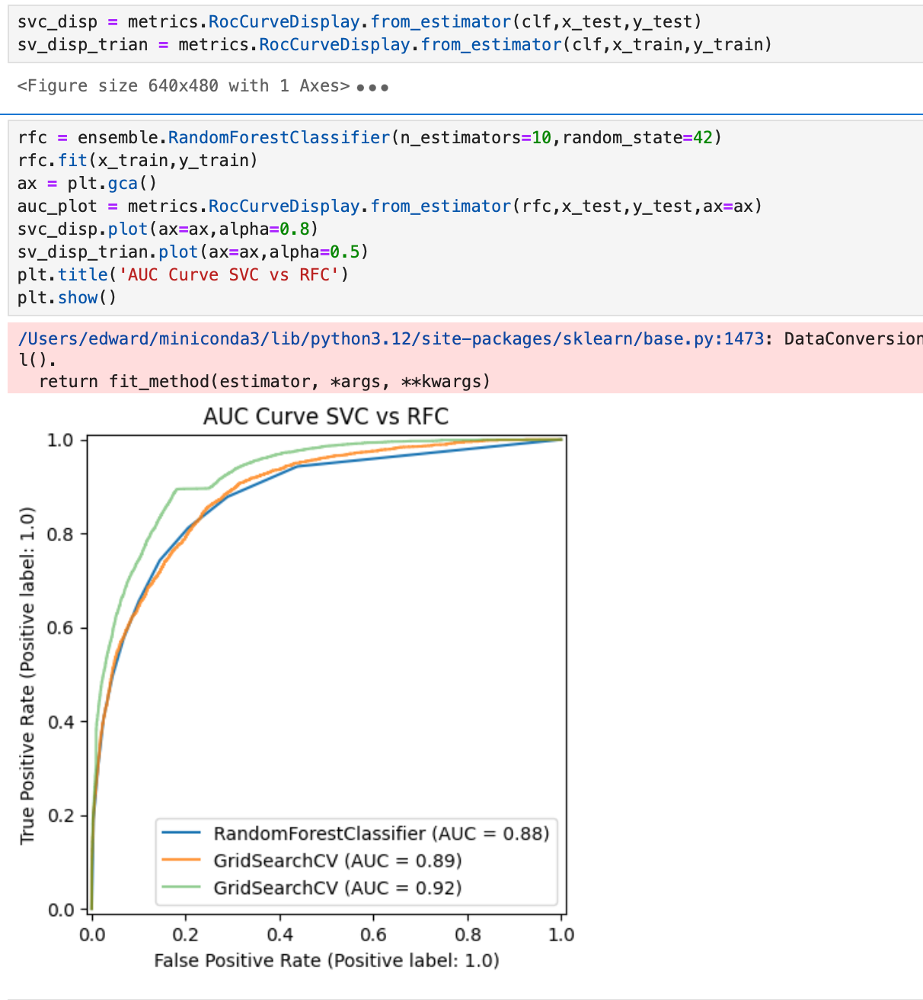 svc_disp = metrics.RocCurveDisplay.from_estimator(clf,x_test,y_test)
sv_disp_trian = metrics.RocCurveDisplay.from_estimator(clf,x_train,y_train)
<Figure size 640x480 with 1 Axes> •••
rfc = ensemble.RandomForestClassifier(n_estimators=10,random_state=42)
rfc.fit(x_train,y_train)
ax = plt.gca()
auc_plot = metrics.RocCurveDisplay.from_estimator(rfc,x_test,y_test,ax=ax)
svc_disp.plot(ax=ax,alpha=0.8)
sv_disp_trian.plot(ax=ax,alpha=0.5)
plt.title('AUC Curve SVC vs RFC')
plt.show()
/Users/edward/miniconda3/lib/python3.12/site-packages/sklearn/base.py:1473: DataConversion
l().
return fit_method(estimator, *args, **kwargs)
AUC Curve SVC vs RFC
1.0
0.8
0.6
0.4
0.2
0.0
True Positive Rate (Positive label: 1.0)
RandomForestClassifier (AUC = 0.88)
GridSearchCV (AUC = 0.89)
GridSearchCV (AUC = 0.92)
0.0 0.2 0.4 0.6 0.8 1.0
False Positive Rate (Positive label: 1.0)